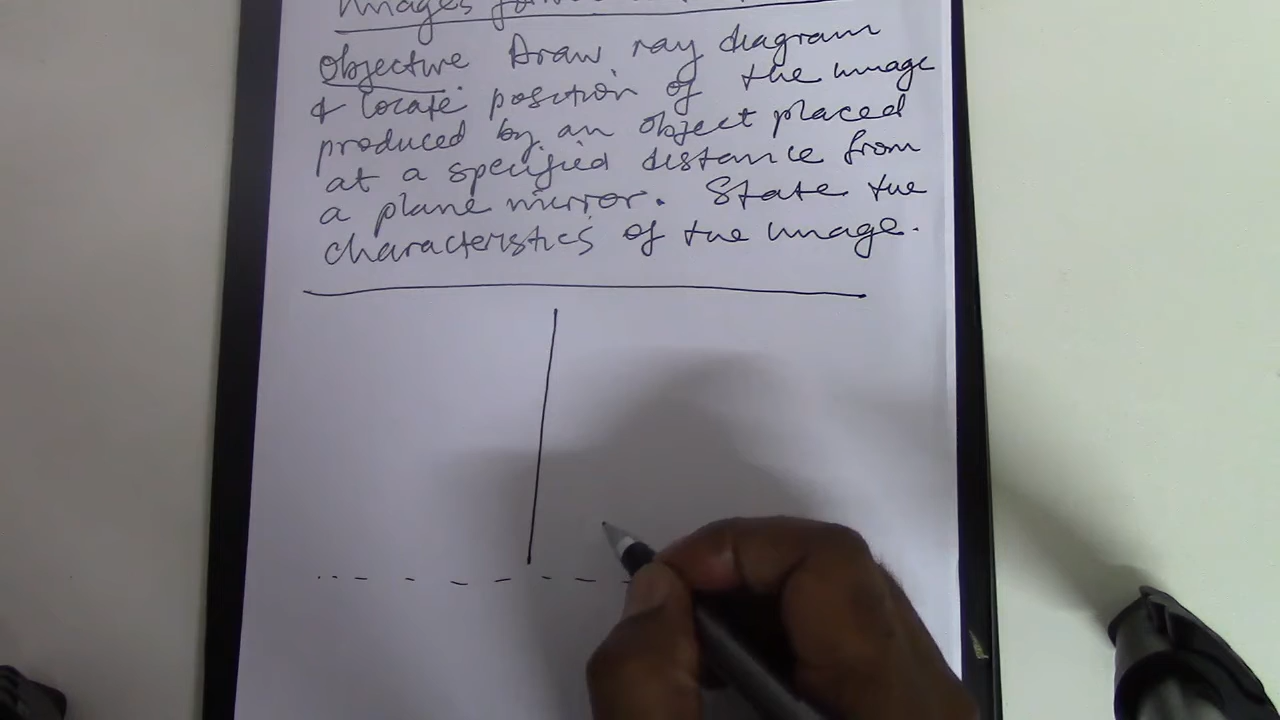 Images
Objective Draw ray diagram
& locate position of the image
produced by an object placed
at a specified distance from
a plane mirror. State the
characteristics of the image.